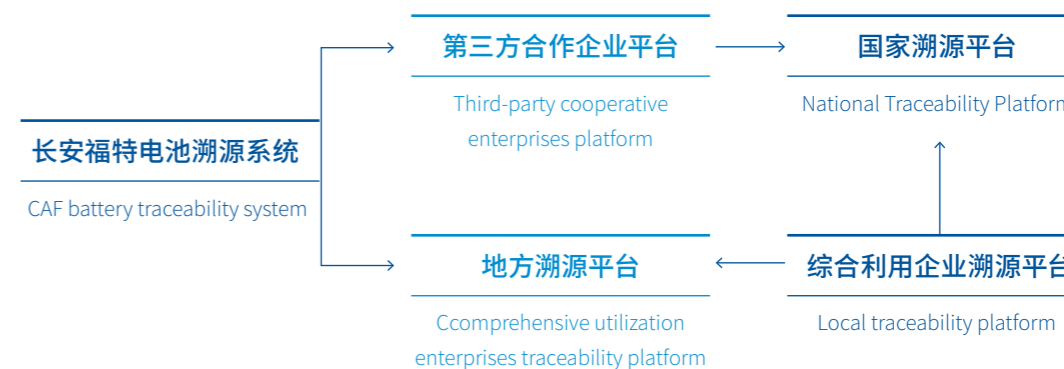 第三方合作企业平台
Third-party cooperative
enterprises platform
国家溯源平台
National Traceability Platform
长安福特电池溯源系统
CAF battery traceability system
地方溯源平台
Ccomprehensive utilization
enterprises traceability platform
综合利用企业溯源平台
Local traceability platform